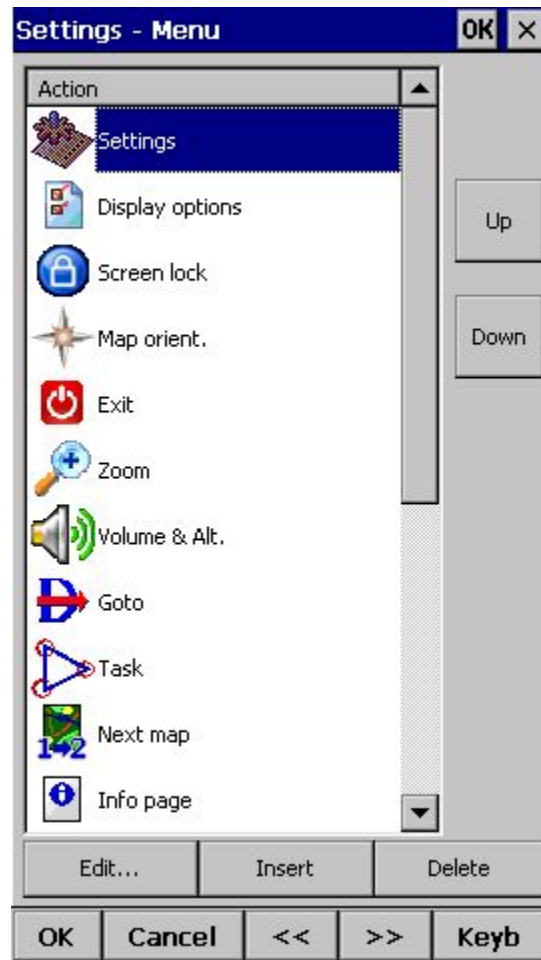 Settings - Menu OK ×
Action
Settings
Display options
Up
Screen lock
Map orient.
Down
Exit
Zoom
Volume & Alt.
D Goto
Task
1→2 Next map
i Info page
Edit... Insert Delete
OK Cancel << >> Keyb